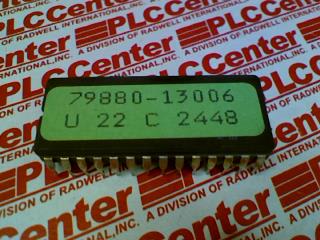 79880-13006
U 22 C 2448
PLCCenter
A DIVISION OF RADWELL INTERNATIONAL, INC.